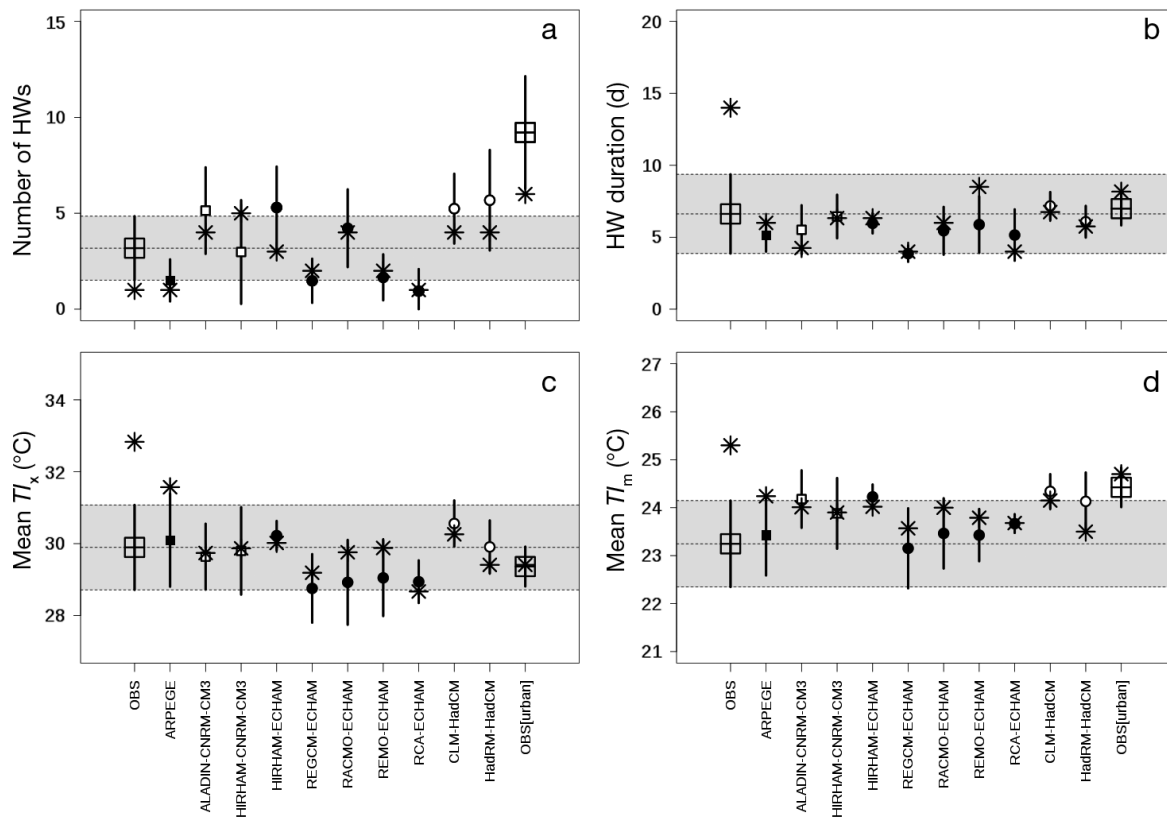 a
15
10
5
0
Number of HWs
b
20
15
10
5
0
HW duration (d)
c
34
32
30
28
Mean TIx (°C)
OBS
ARPEGE
ALADIN-CNRM-CM3
HIRHAM-CNRM-CM3
HIRHAM-ECHAM
REGCM-ECHAM
RACMO-ECHAM
REMO-ECHAM
RCA-ECHAM
CLM-HadCM
HadRM-HadCM
OBS[urban]
d
27
26
25
24
23
22
21
Mean TIm (°C)
OBS
ARPEGE
ALADIN-CNRM-CM3
HIRHAM-CNRM-CM3
HIRHAM-ECHAM
REGCM-ECHAM
RACMO-ECHAM
REMO-ECHAM
RCA-ECHAM
CLM-HadCM
HadRM-HadCM
OBS[urban]